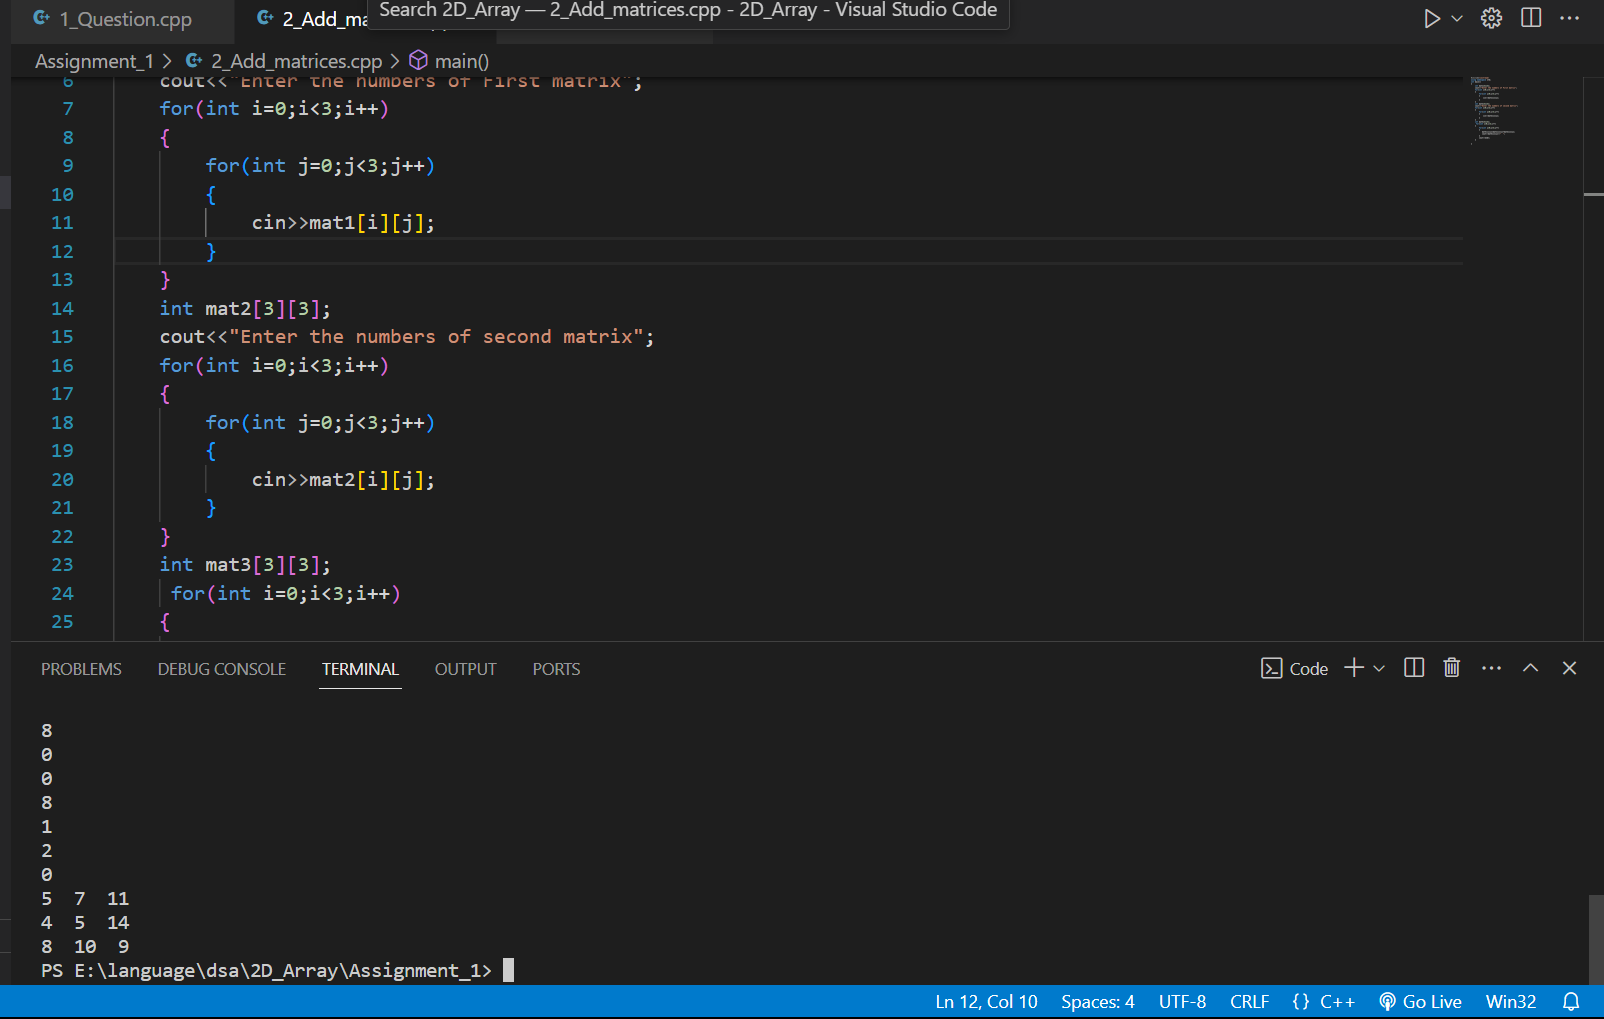 1_Question.cpp
2_Add_ma
Search 2D_Array — 2_Add_matrices.cpp - 2D_Array - Visual Studio Code
Assignment_1 > 2_Add_matrices.cpp > main()
6 cout<<"Enter the numbers of First matrix";
7 for(int i=0;i<3;i++)
8 {
9 for(int j=0;j<3;j++)
10 {
11 cin>>mat1[i][j];
12 }
13 }
14 int mat2[3][3];
15 cout<<"Enter the numbers of second matrix";
16 for(int i=0;i<3;i++)
17 {
18 for(int j=0;j<3;j++)
19 {
20 cin>>mat2[i][j];
21 }
22 }
23 int mat3[3][3];
24 for(int i=0;i<3;i++)
25 {
PROBLEMS DEBUG CONSOLE TERMINAL OUTPUT PORTS Code
8
0
0
8
1
2
0
5 7 11
4 5 14
8 10 9
PS E:\language\dsa\2D_Array\Assignment_1>
Ln 12, Col 10 Spaces: 4 UTF-8 CRLF {} C++ Go Live Win32